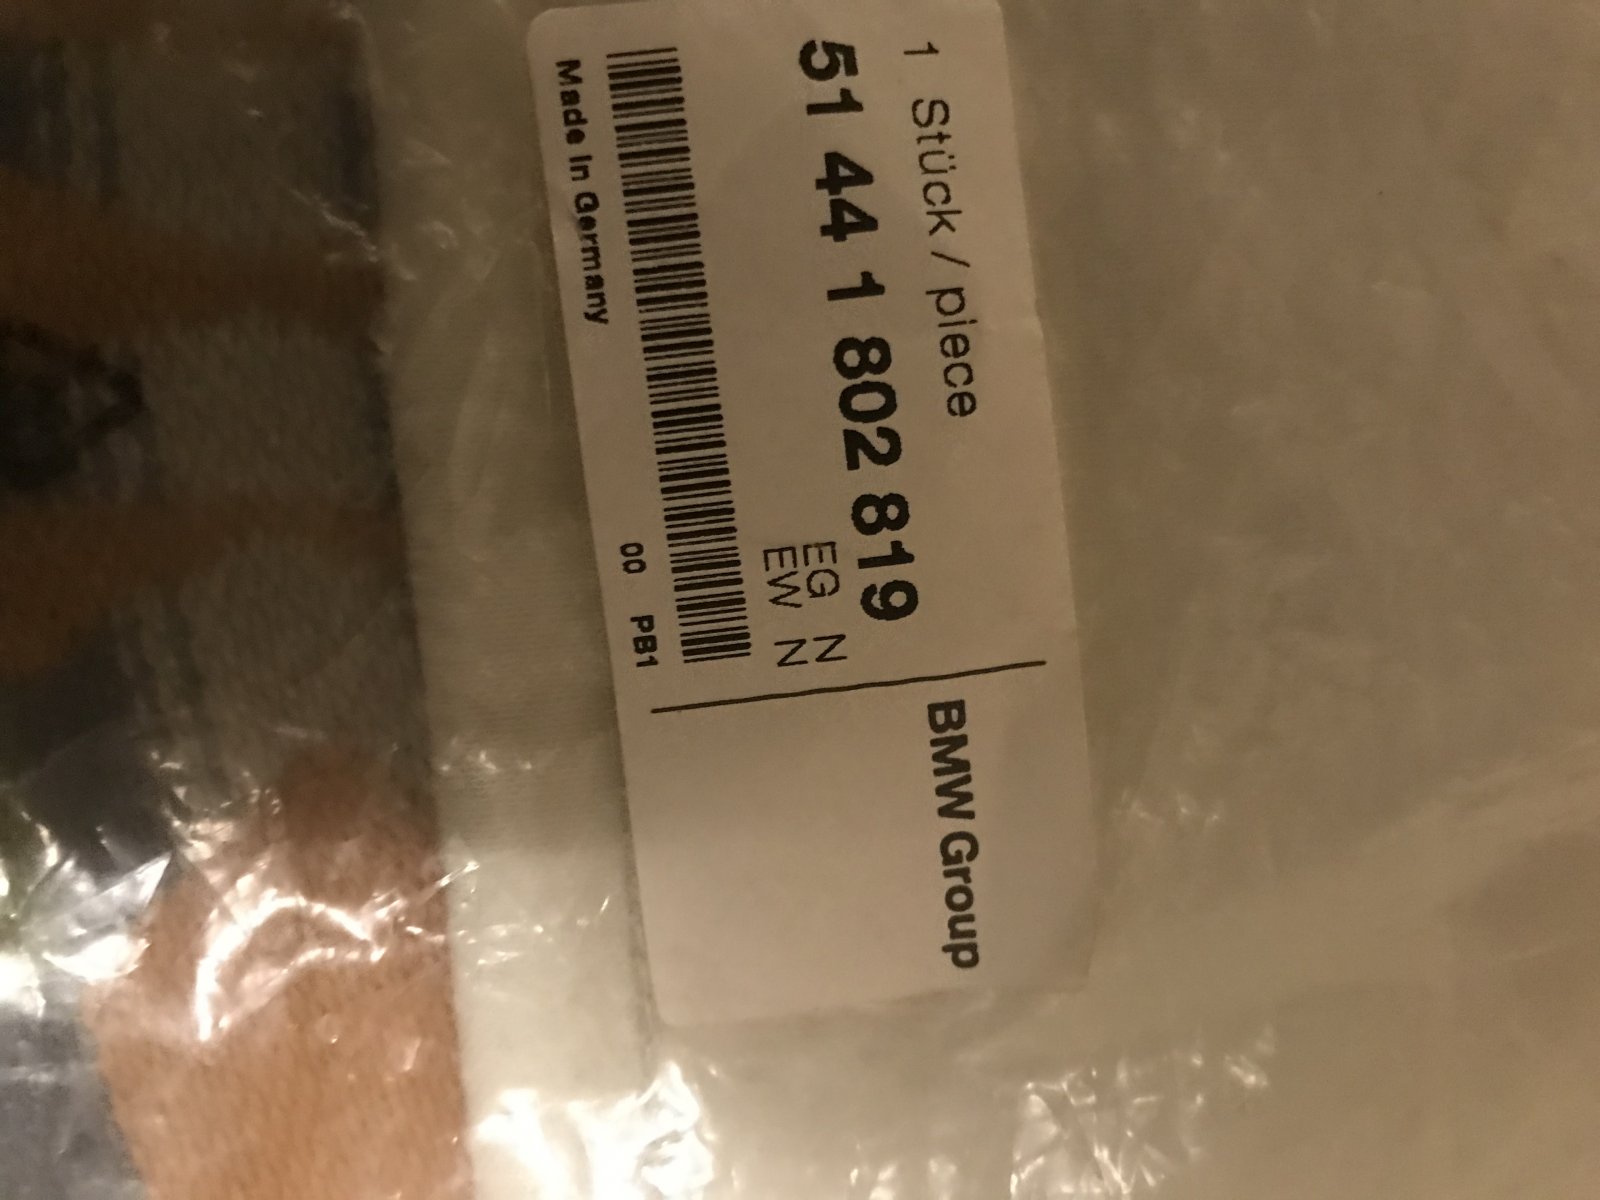 1 Stück / piece
BMW Group
51 44 1 802 819
EG N
EW N
00 PB1
Made in Germany